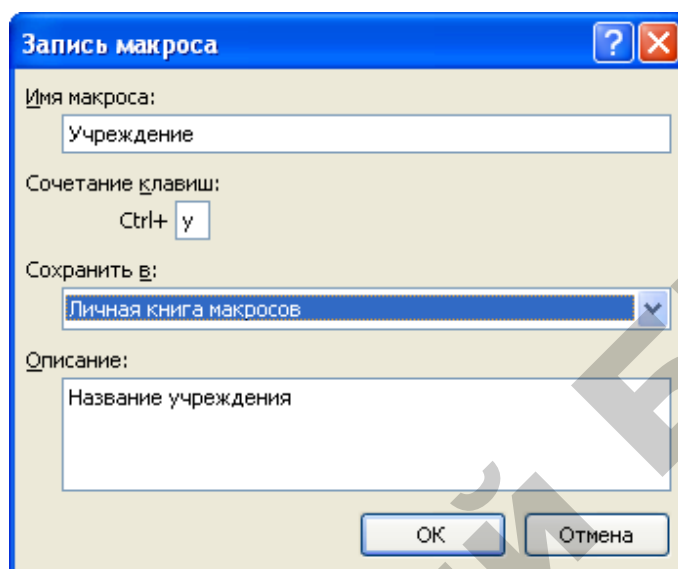 Запись макроса
Имя макроса:
Учреждение
Сочетание клавиш:
Ctrl+ у
Сохранить в:
Личная книга макросов
Описание:
Название учреждения
ОК Отмена